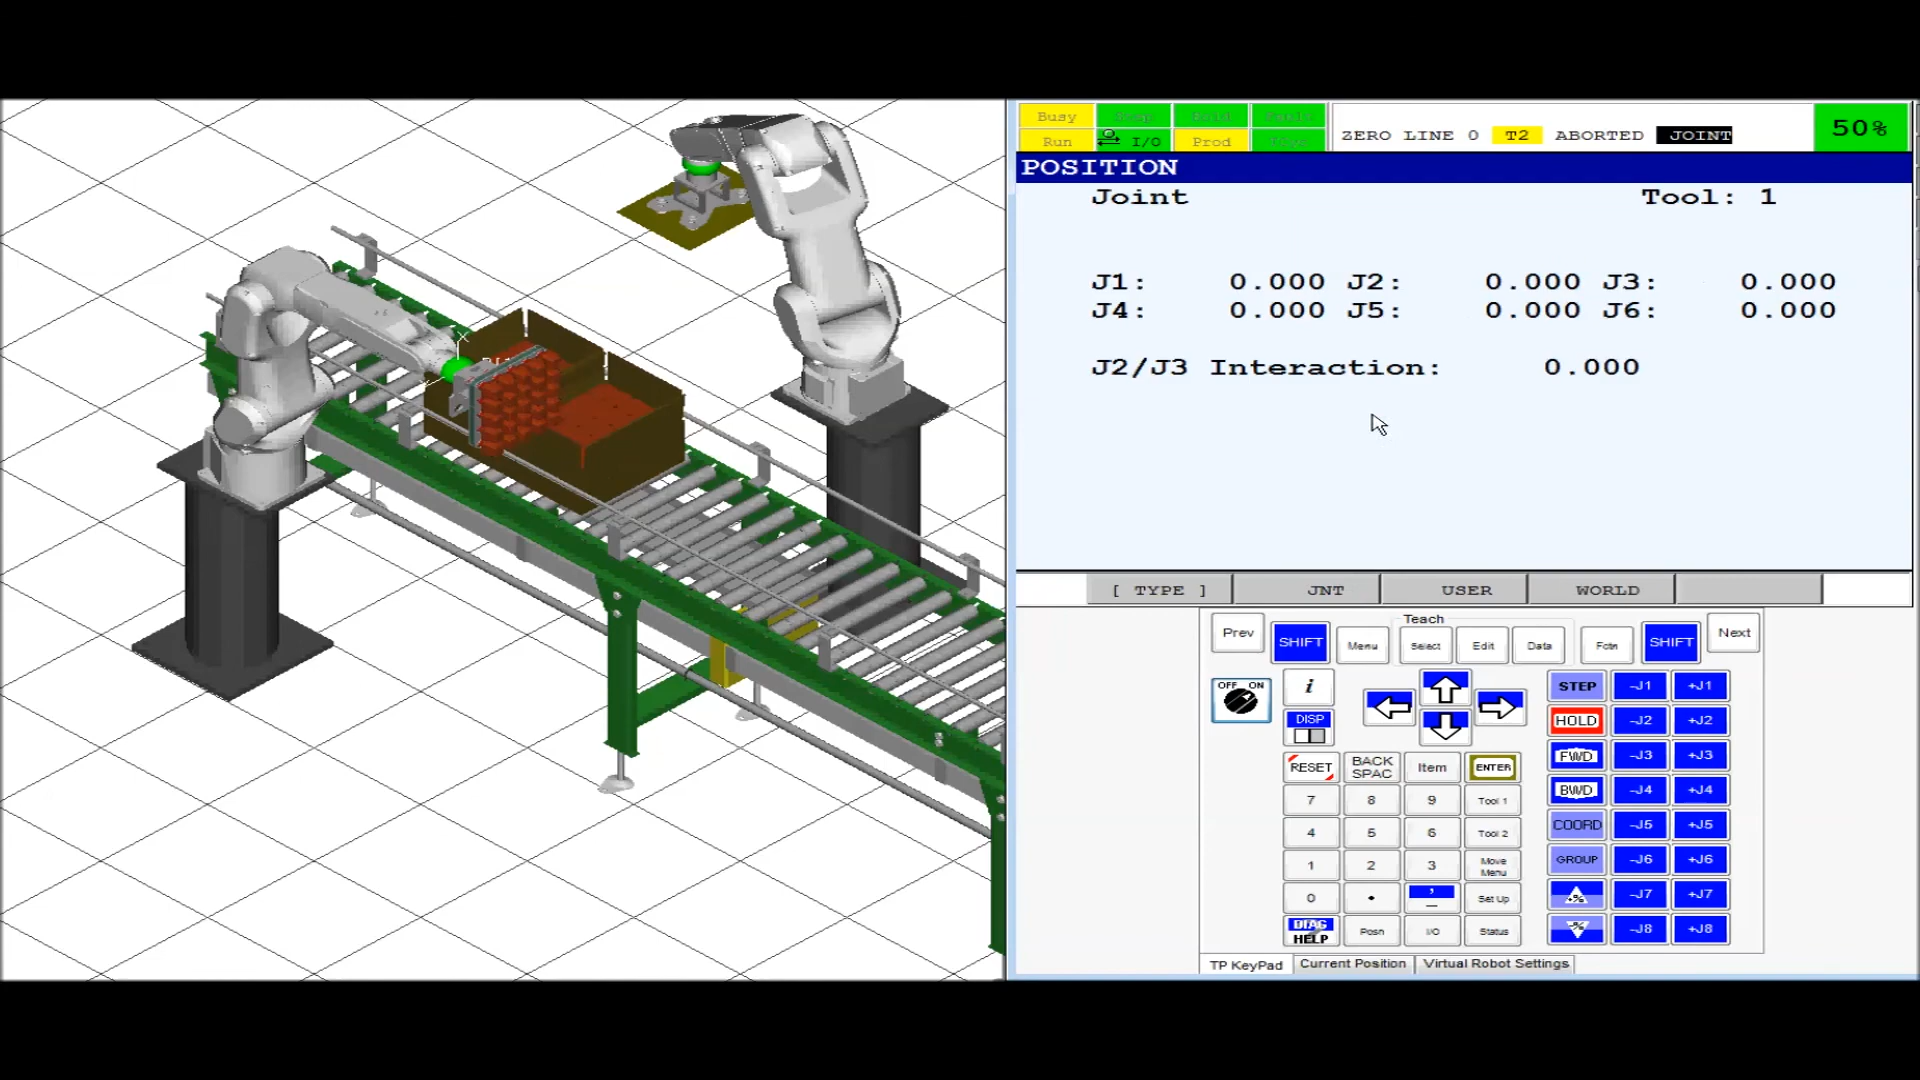 Busy Step Hold Fault
Run I/O Prod
ZERO LINE 0 T2 ABORTED JOINT
50%
POSITION
Joint Tool: 1
J1: 0.000 J2: 0.000 J3: 0.000
J4: 0.000 J5: 0.000 J6: 0.000
J2/J3 Interaction: 0.000
[ TYPE ] JNT USER WORLD
Teach
Prev SHIFT Menu Select Edit Data Fctn SHIFT Next
OFF ON i STEP -J1 +J1
DISP HOLD -J2 +J2
RESET BACK SPAC Item ENTER FWD -J3 +J3
7 8 9 Tool 1 BWD -J4 +J4
4 5 6 Tool 2 COORD -J5 +J5
1 2 3 Move Menu GROUP -J6 +J6
0 . , _ Set Up +% -J7 +J7
DIAG HELP Posn I/O Status -% -J8 +J8
TP KeyPad Current Position Virtual Robot Settings